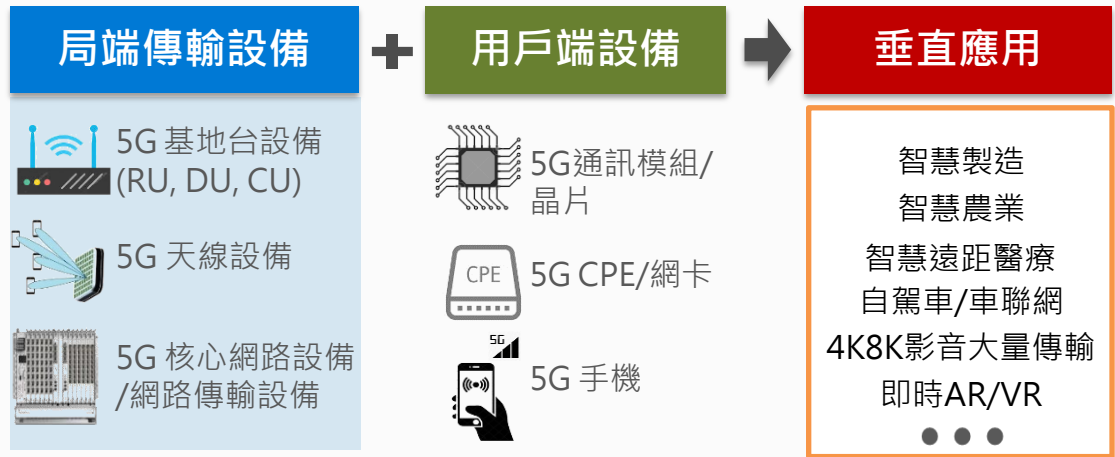 局端傳輸設備
用戶端設備
垂直應用
5G 基地台設備
(RU, DU, CU)
5G 天線設備
5G 核心網路設備
/網路傳輸設備
5G通訊模組/
晶片
CPE
5G CPE/網卡
5G
5G 手機
智慧製造
智慧農業
智慧遠距醫療
自駕車/車聯網
4K8K影音大量傳輸
即時AR/VR